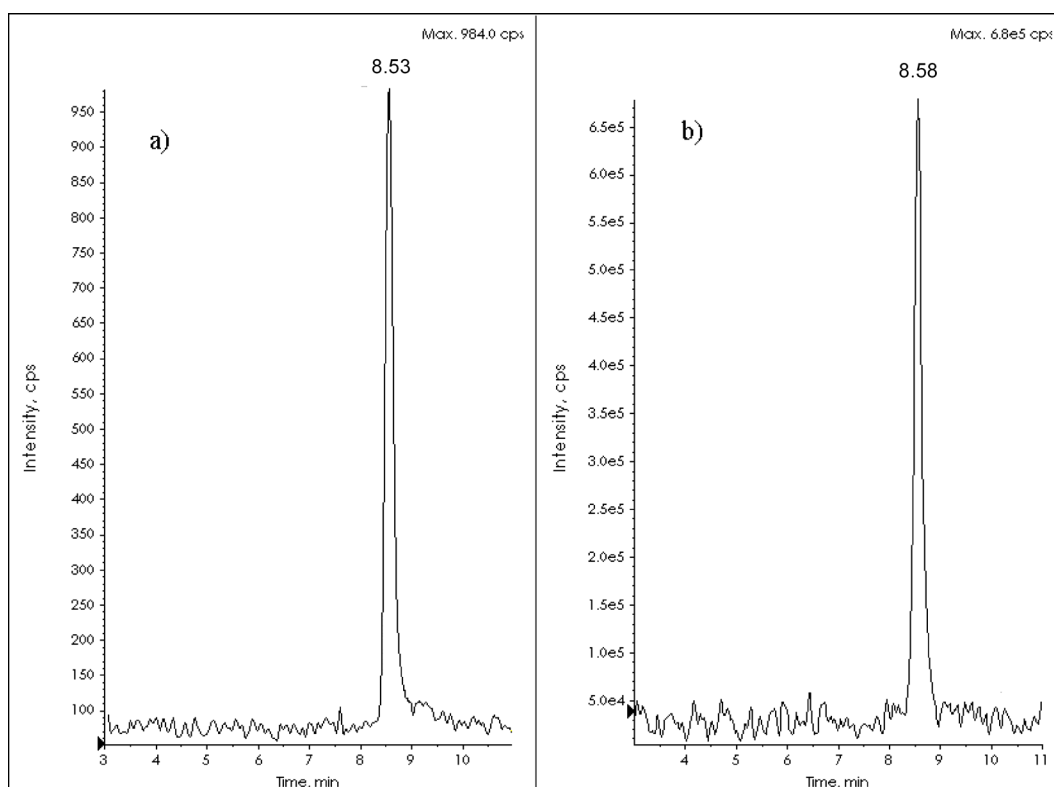 Max. 984.0 cps
8.53
a)
950
900
850
800
750
700
650
600
550
500
450
400
350
300
250
200
150
100
Intensity, cps
3 4 5 6 7 8 9 10
Time, min
Max. 6.8e5 cps
8.58
b)
6.5e5
6.0e5
5.5e5
5.0e5
4.5e5
4.0e5
3.5e5
3.0e5
2.5e5
2.0e5
1.5e5
1.0e5
5.0e4
Intensity, cps
4 5 6 7 8 9 10 11
Time, min